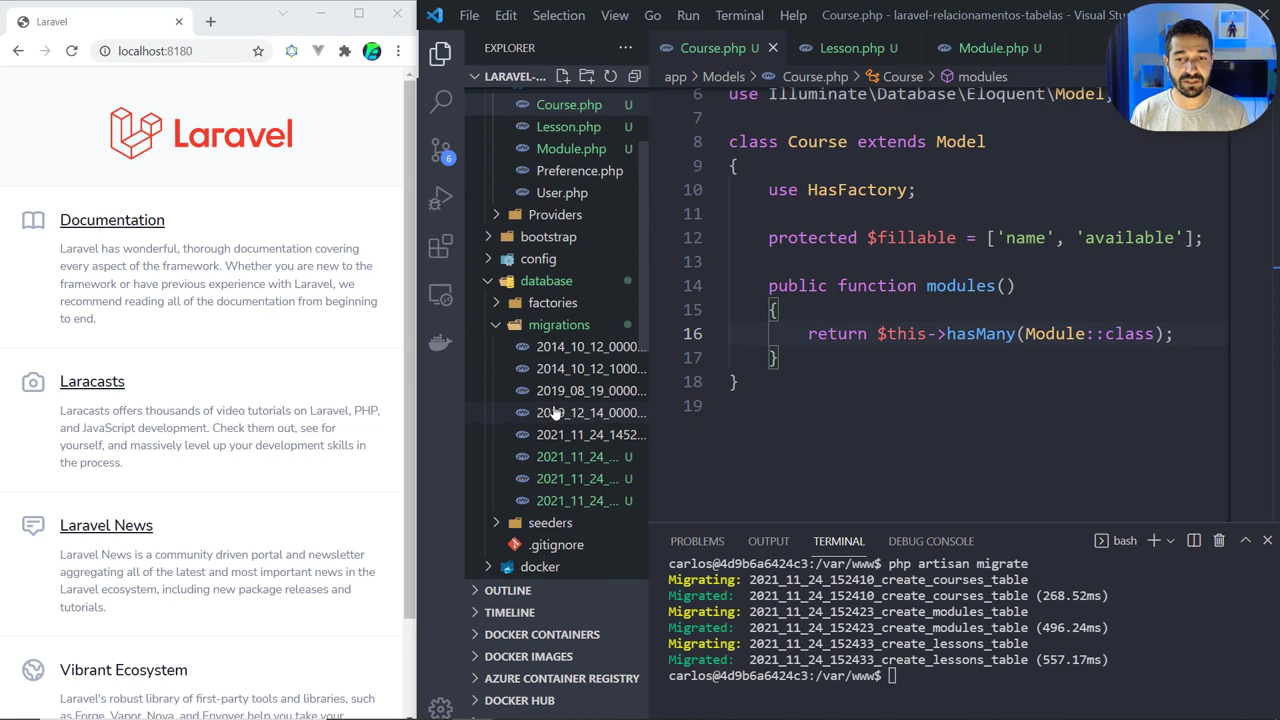 Laravel
localhost:8180
Laravel
Documentation
Laravel has wonderful, thorough documentation covering
every aspect of the framework. Whether you are new to the
framework or have previous experience with Laravel, we
recommend reading all of the documentation from beginning
to end.
Laracasts
Laracasts offers thousands of video tutorials on Laravel, PHP,
and JavaScript development. Check them out, see for
yourself, and massively level up your development skills in
the process.
Laravel News
Laravel News is a community driven portal and newsletter
aggregating all of the latest and most important news in the
Laravel ecosystem, including new package releases and
tutorials.
Vibrant Ecosystem
Laravel's robust library of first-party tools and libraries, such
as Forge, Vapor, Nova, and Envoyer help you take your
File Edit Selection View Go Run Terminal Help Course.php - laravel-relacionamentos-tabelas - Visual Stu
EXPLORER
LARAVEL-...
Course.php U
Lesson.php U
Module.php U
Preference.php
User.php
Providers
bootstrap
config
database
factories
migrations
2014_10_12_0000...
2014_10_12_1000...
2019_08_19_0000...
2019_12_14_0000...
2021_11_24_1452...
2021_11_24_... U
2021_11_24_... U
2021_11_24_... U
seeders
.gitignore
docker
OUTLINE
TIMELINE
DOCKER CONTAINERS
DOCKER IMAGES
AZURE CONTAINER REGISTRY
DOCKER HUB
6
Course.php U
Lesson.php U
Module.php U
app > Models > Course.php > Course > modules
6 use Illuminate\Database\Eloquent\Model;
7
8 class Course extends Model
9 {
10 use HasFactory;
11
12 protected $fillable = ['name', 'available'];
13
14 public function modules()
15 {
16 return $this->hasMany(Module::class);
17 }
18 }
19
PROBLEMS OUTPUT TERMINAL DEBUG CONSOLE
bash
carlos@4d9b6a6424c3:/var/www$ php artisan migrate
Migrating: 2021_11_24_152410_create_courses_table
Migrated: 2021_11_24_152410_create_courses_table (268.52ms)
Migrating: 2021_11_24_152423_create_modules_table
Migrated: 2021_11_24_152423_create_modules_table (496.24ms)
Migrating: 2021_11_24_152433_create_lessons_table
Migrated: 2021_11_24_152433_create_lessons_table (557.17ms)
carlos@4d9b6a6424c3:/var/www$